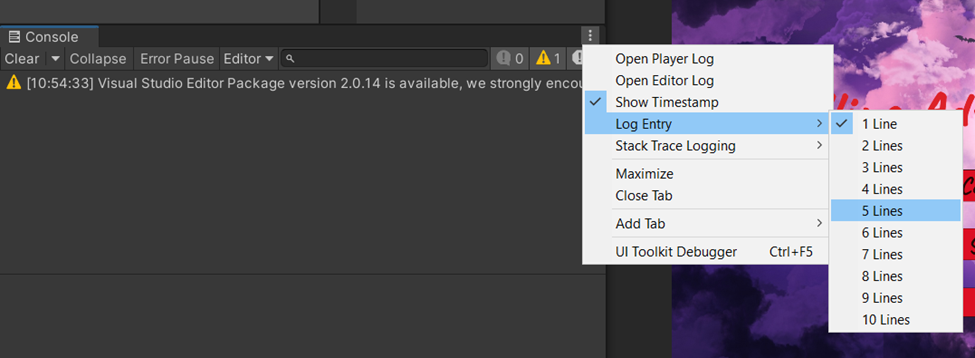 Console
Clear Collapse Error Pause Editor 0 1
[10:54:33] Visual Studio Editor Package version 2.0.14 is available, we strongly encou
Open Player Log
Open Editor Log
Show Timestamp
Log Entry
Stack Trace Logging
Maximize
Close Tab
Add Tab
UI Toolkit Debugger Ctrl+F5
1 Line
2 Lines
3 Lines
4 Lines
5 Lines
6 Lines
7 Lines
8 Lines
9 Lines
10 Lines